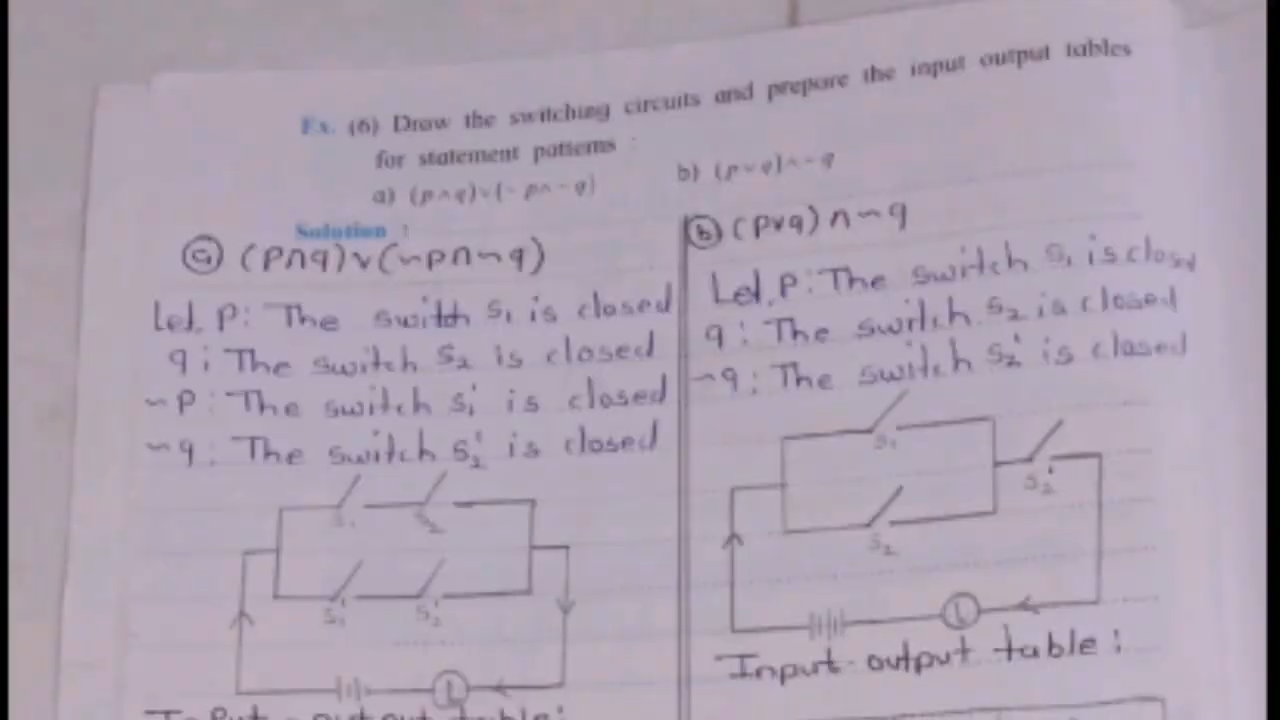 Ex. (6) Draw the switching circuits and prepare the input output tables
for statement patterns :
a) (p∧q)∨(~p∧~q)
b) (p∨q)∧~q
Solution :
ⓐ (p∩q)∨(~p∩~q)
Let. P: The switch S₁ is closed
q: The switch S₂ is closed
~P: The switch S₁' is closed
~q: The switch S₂' is closed
S₁ S₂
S₁' S₂'
L
Input - output table:
ⓑ (P∨q)∩~q
Let. P: The switch S₁ is closed
q: The switch S₂ is closed
~q: The switch S₂' is closed
S₁
S₂'
S₂
L
Input output table: